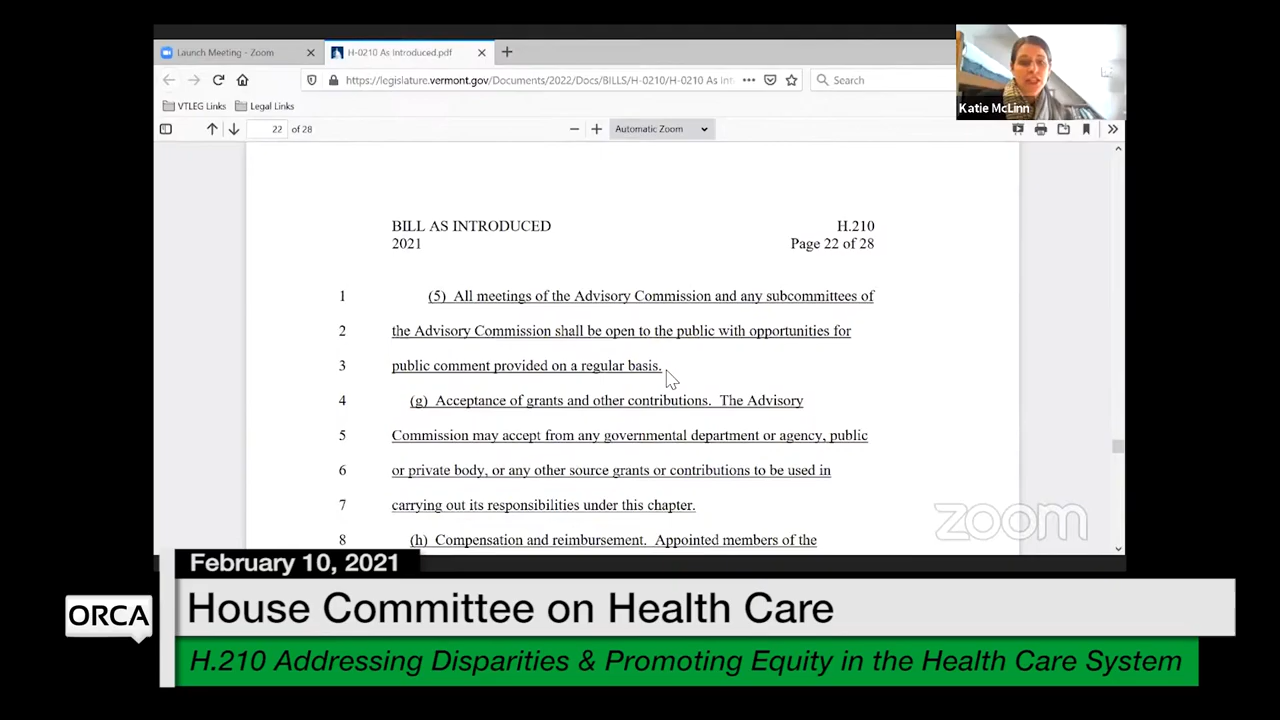 Launch Meeting - Zoom
H-0210 As Introduced.pdf
https://legislature.vermont.gov/Documents/2022/Docs/BILLS/H-0210/H-0210 As Int
Search
VTLEG Links
Legal Links
Katie McLinn
22 of 28
Automatic Zoom
BILL AS INTRODUCED H.210
2021 Page 22 of 28
1 (5) All meetings of the Advisory Commission and any subcommittees of
2 the Advisory Commission shall be open to the public with opportunities for
3 public comment provided on a regular basis.
4 (g) Acceptance of grants and other contributions. The Advisory
5 Commission may accept from any governmental department or agency, public
6 or private body, or any other source grants or contributions to be used in
7 carrying out its responsibilities under this chapter.
8 (h) Compensation and reimbursement. Appointed members of the
zoom
February 10, 2021
ORCA
House Committee on Health Care
H.210 Addressing Disparities & Promoting Equity in the Health Care System